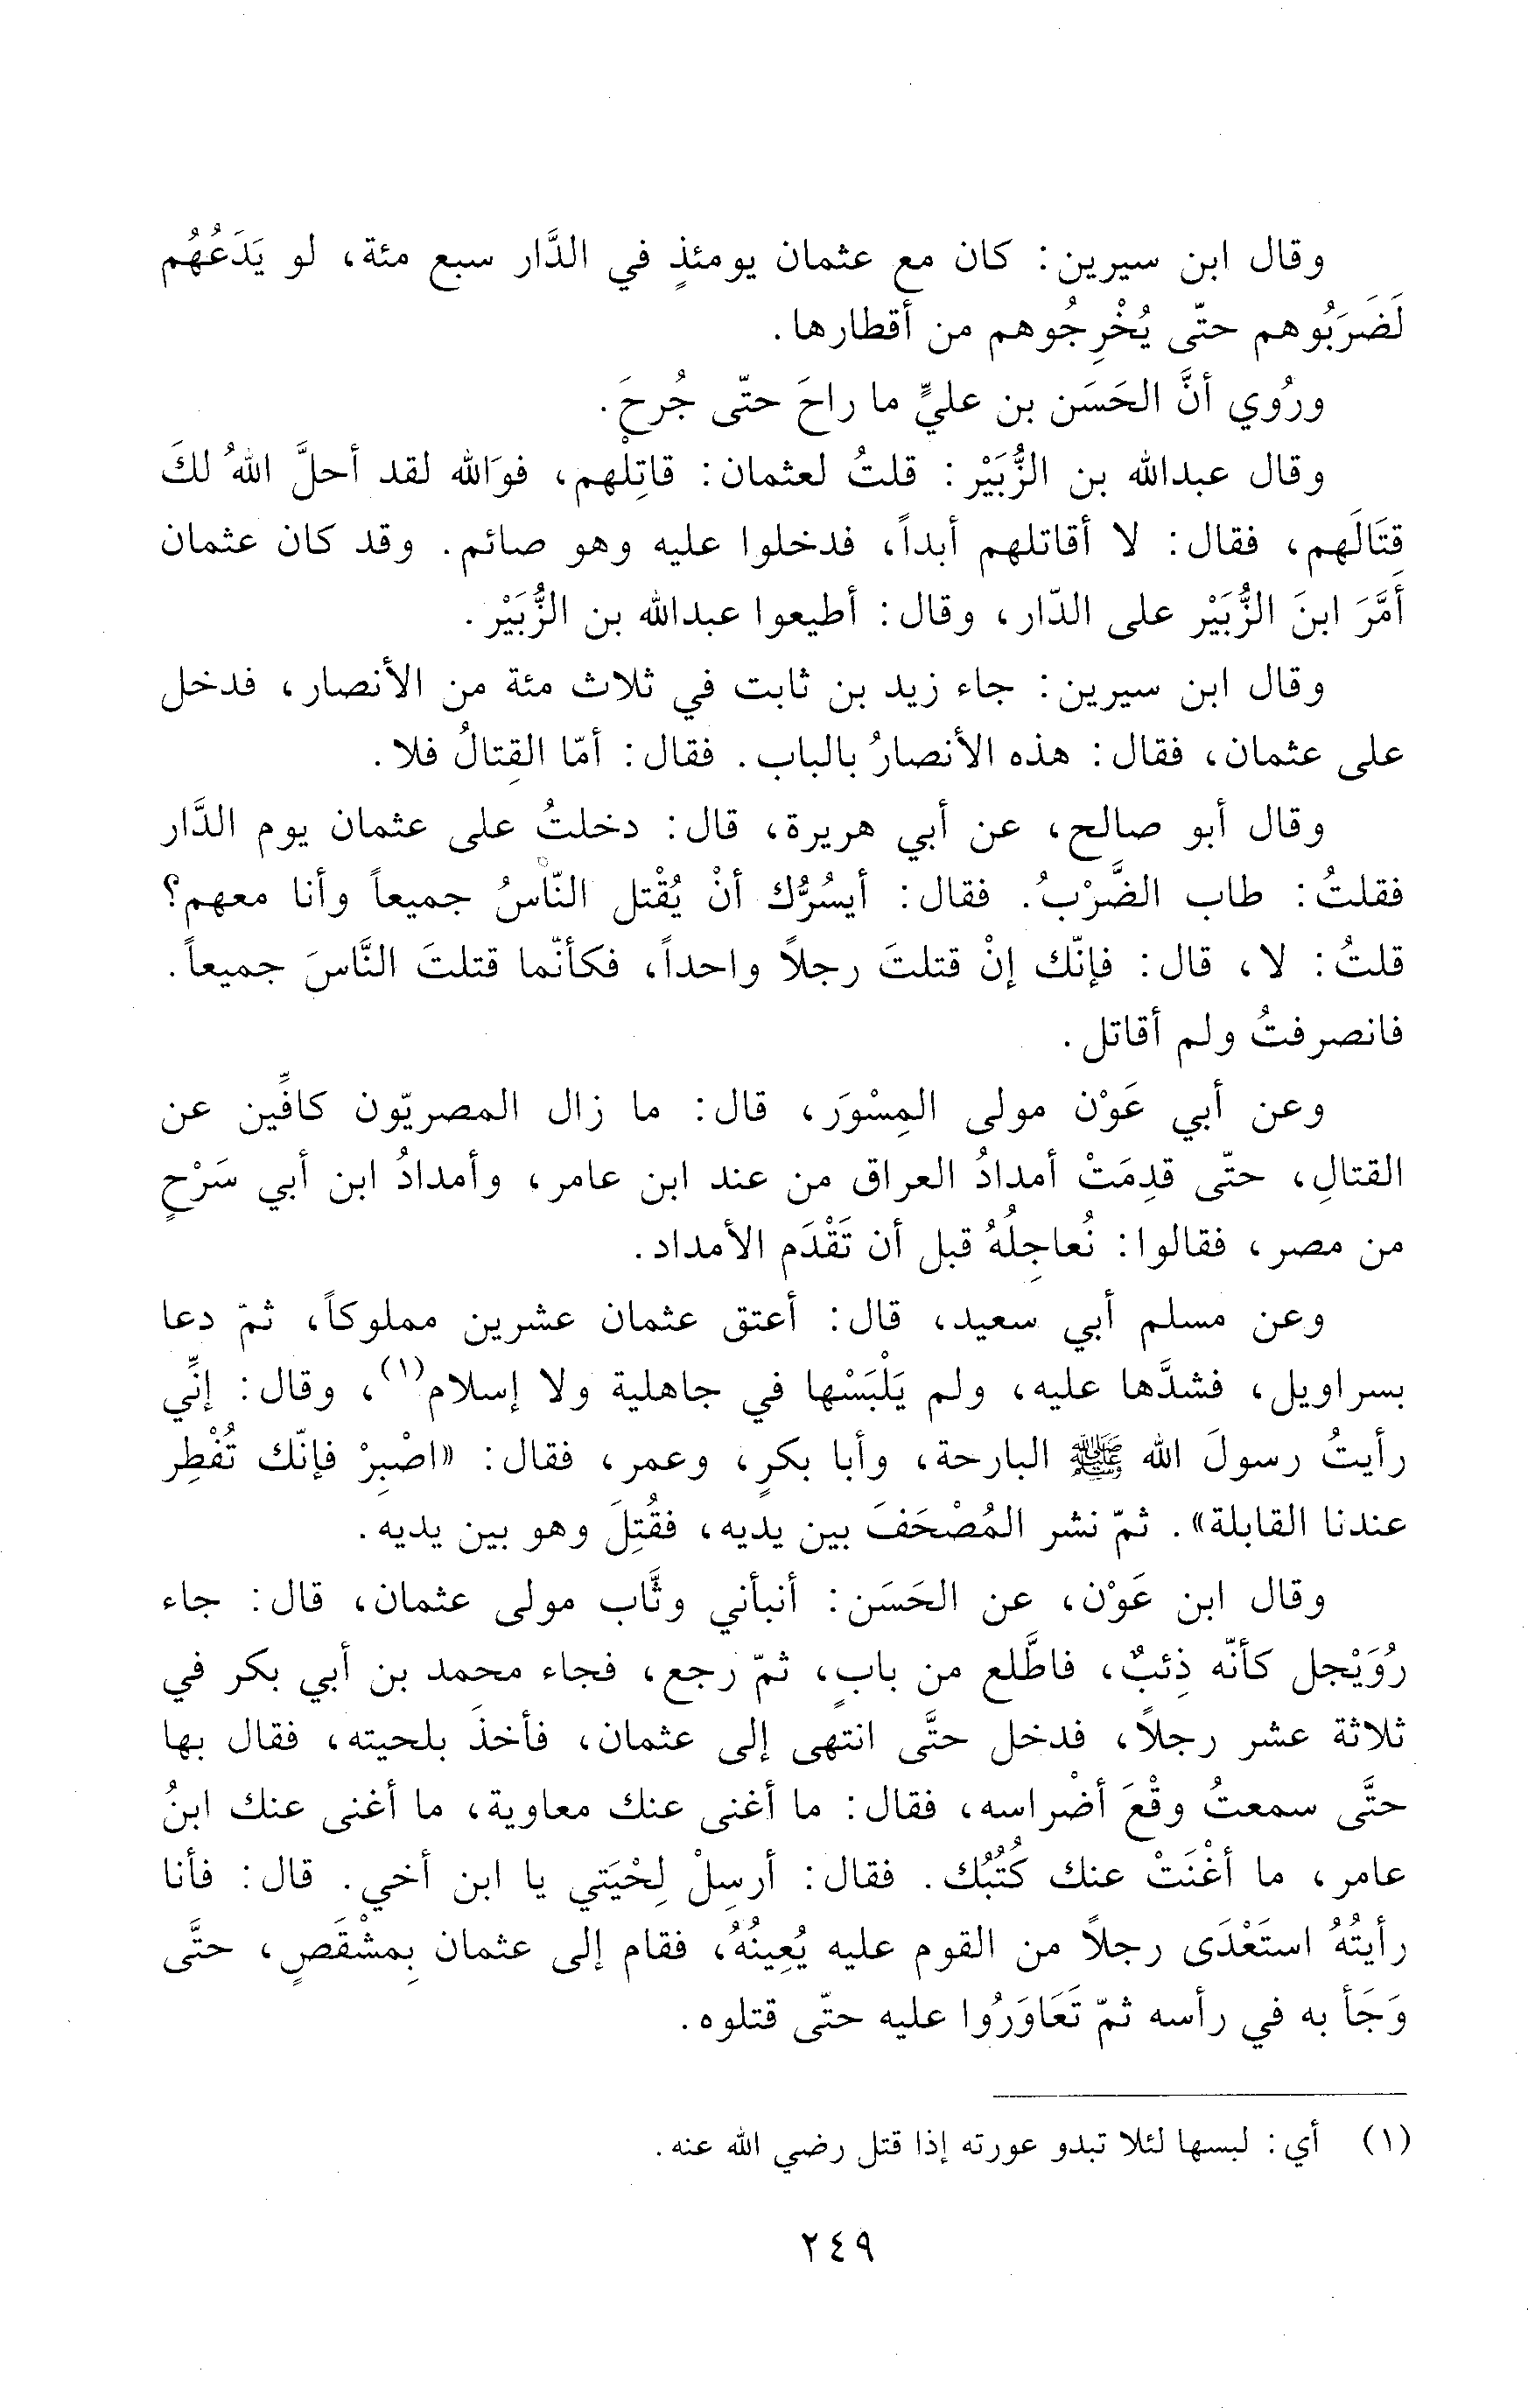 وقال ابن سيرين: كان مع عثمان يومئذٍ في الدَّار سبع مئة، لو يَدَعُهُم
لَضَرَبُوهم حتّى يُخْرِجُوهم من أقطارها.
ورُوي أنَّ الحَسَن بن عليٍّ ما راحَ حتّى جُرحَ.
وقال عبدالله بن الزُّبَيْر: قلتُ لعثمان: قاتِلْهم، فوَالله لقد أحلَّ اللهُ لكَ
قِتَالَهم، فقال: لا أقاتلهم أبداً، فدخلوا عليه وهو صائم. وقد كان عثمان
أَمَّرَ ابنَ الزُّبَيْر على الدّار، وقال: أطيعوا عبدالله بن الزُّبَيْر.
وقال ابن سيرين: جاء زيد بن ثابت في ثلاث مئة من الأنصار، فدخل
على عثمان، فقال: هذه الأنصارُ بالباب. فقال: أمّا القِتالُ فلا.
وقال أبو صالح، عن أبي هريرة، قال: دخلتُ على عثمان يوم الدَّار
فقلتُ: طاب الضَّرْبُ. فقال: أيسُرُّك أنْ يُقْتل النّاسُ جميعاً وأنا معهم؟
قلتُ: لا، قال: فإنّك إنْ قتلتَ رجلاً واحداً، فكأنّما قتلتَ النَّاسَ جميعاً.
فانصرفتُ ولم أقاتل.
وعن أبي عَوْن مولى المِسْوَر، قال: ما زال المصريّون كافِّين عن
القتالِ، حتّى قدِمَتْ أمدادُ العراق من عند ابن عامر، وأمدادُ ابن أبي سَرْحٍ
من مصر، فقالوا: نُعاجِلُهُ قبل أن تَقْدَم الأمداد.
وعن مسلم أبي سعيد، قال: أعتق عثمان عشرين مملوكاً، ثمّ دعا
بسراويل، فشدَّها عليه، ولم يَلْبَسْها في جاهلية ولا إسلام(١)، وقال: إنِّي
رأيتُ رسولَ الله ﷺ البارحة، وأبا بكرٍ، وعمر، فقال: «اصْبِرْ فإنّك تُفْطِر
عندنا القابلة». ثمّ نشر المُصْحَفَ بين يديه، فقُتِلَ وهو بين يديه.
وقال ابن عَوْن، عن الحَسَن: أنبأني وثَّاب مولى عثمان، قال: جاء
رُوَيْجل كأنّه ذِئبٌ، فاطَّلع من بابٍ، ثمّ رجع، فجاء محمد بن أبي بكر في
ثلاثة عشر رجلاً، فدخل حتَّى انتهى إلى عثمان، فأخذَ بلحيته، فقال بها
حتَّى سمعتُ وقْعَ أضْراسه، فقال: ما أغنى عنك معاوية، ما أغنى عنك ابنُ
عامر، ما أغْنَتْ عنك كُتُبُك. فقال: أرسِلْ لِحْيَتي يا ابن أخي. قال: فأنا
رأيتُهُ استَعْدَى رجلاً من القوم عليه يُعِينُهُ، فقام إلى عثمان بِمشْقَصٍ، حتَّى
وَجَأ به في رأسه ثمّ تَعَاوَرُوا عليه حتّى قتلوه.
(١) أي: لبسها لئلا تبدو عورته إذا قتل رضي الله عنه.
٢٤٩